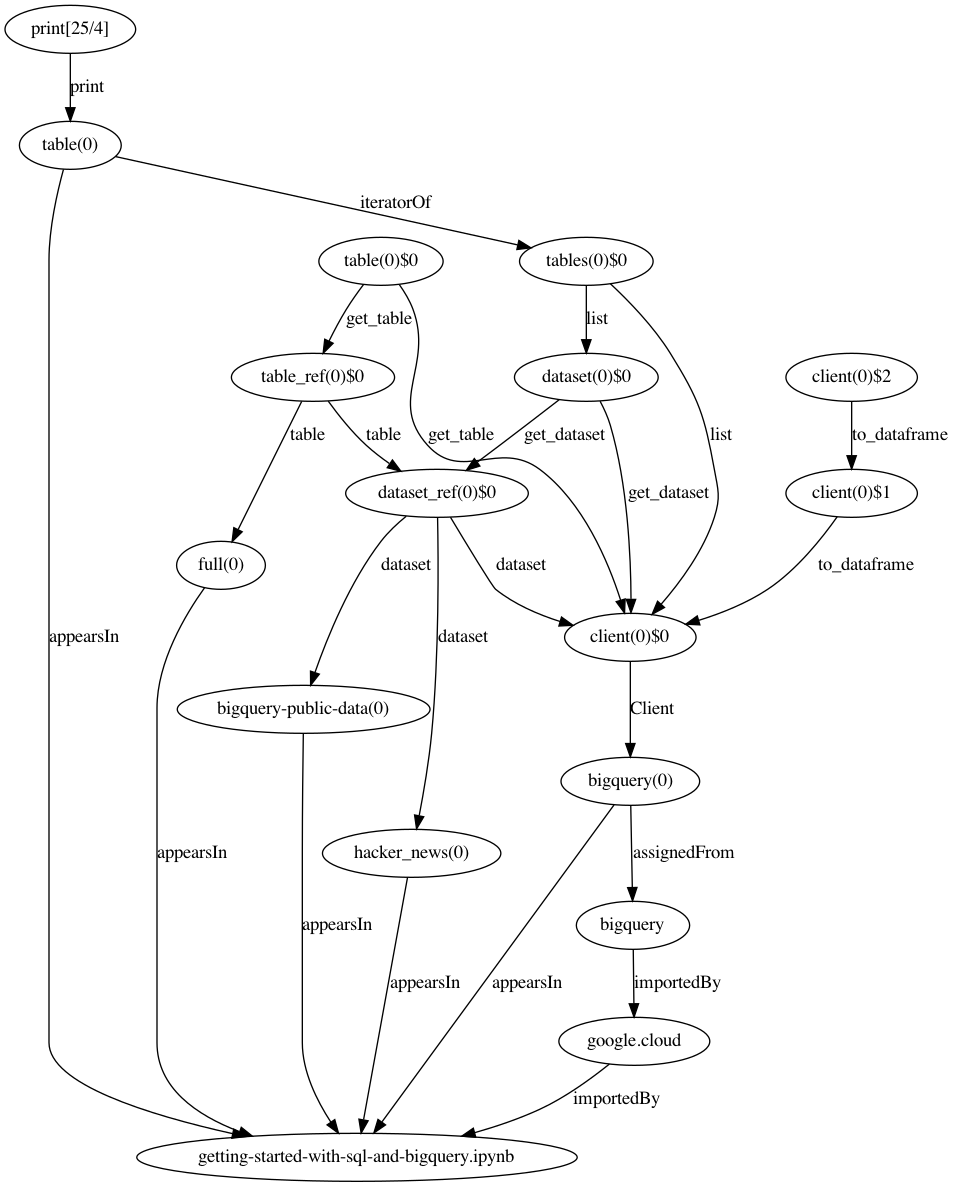 print[25/4]
print
table(0)
iteratorOf
table(0)$0
tables(0)$0
get_table
list
table_ref(0)$0
dataset(0)$0
client(0)$2
table
table
get_table
get_dataset
list
to_dataframe
dataset_ref(0)$0
get_dataset
client(0)$1
full(0)
dataset
dataset
to_dataframe
appearsIn
dataset
client(0)$0
bigquery-public-data(0)
Client
bigquery(0)
appearsIn
hacker_news(0)
assignedFrom
appearsIn
bigquery
appearsIn
appearsIn
importedBy
google.cloud
importedBy
getting-started-with-sql-and-bigquery.ipynb